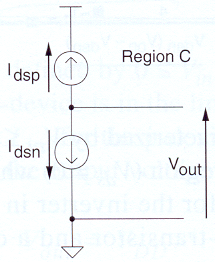 Region C
I dsp
I dsn
V out